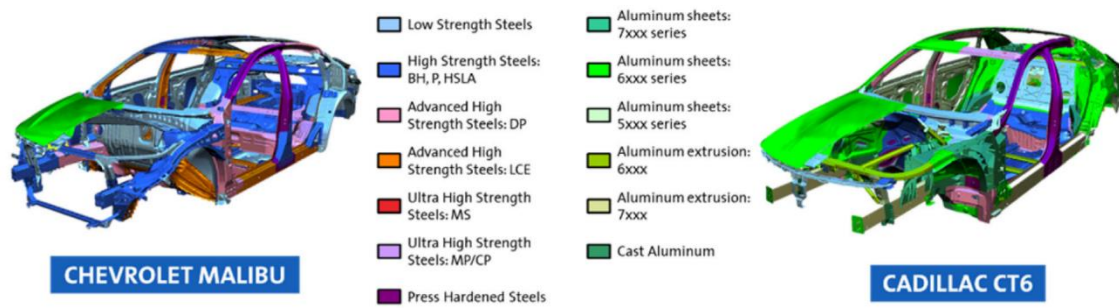 Low Strength Steels
High Strength Steels:
BH, P, HSLA
Advanced High
Strength Steels: DP
Advanced High
Strength Steels: LCE
Ultra High Strength
Steels: MS
Ultra High Strength
Steels: MP/CP
Press Hardened Steels
Aluminum sheets:
7xxx series
Aluminum sheets:
6xxx series
Aluminum sheets:
5xxx series
Aluminum extrusion:
6xxx
Aluminum extrusion:
7xxx
Cast Aluminum
CHEVROLET MALIBU
CADILLAC CT6